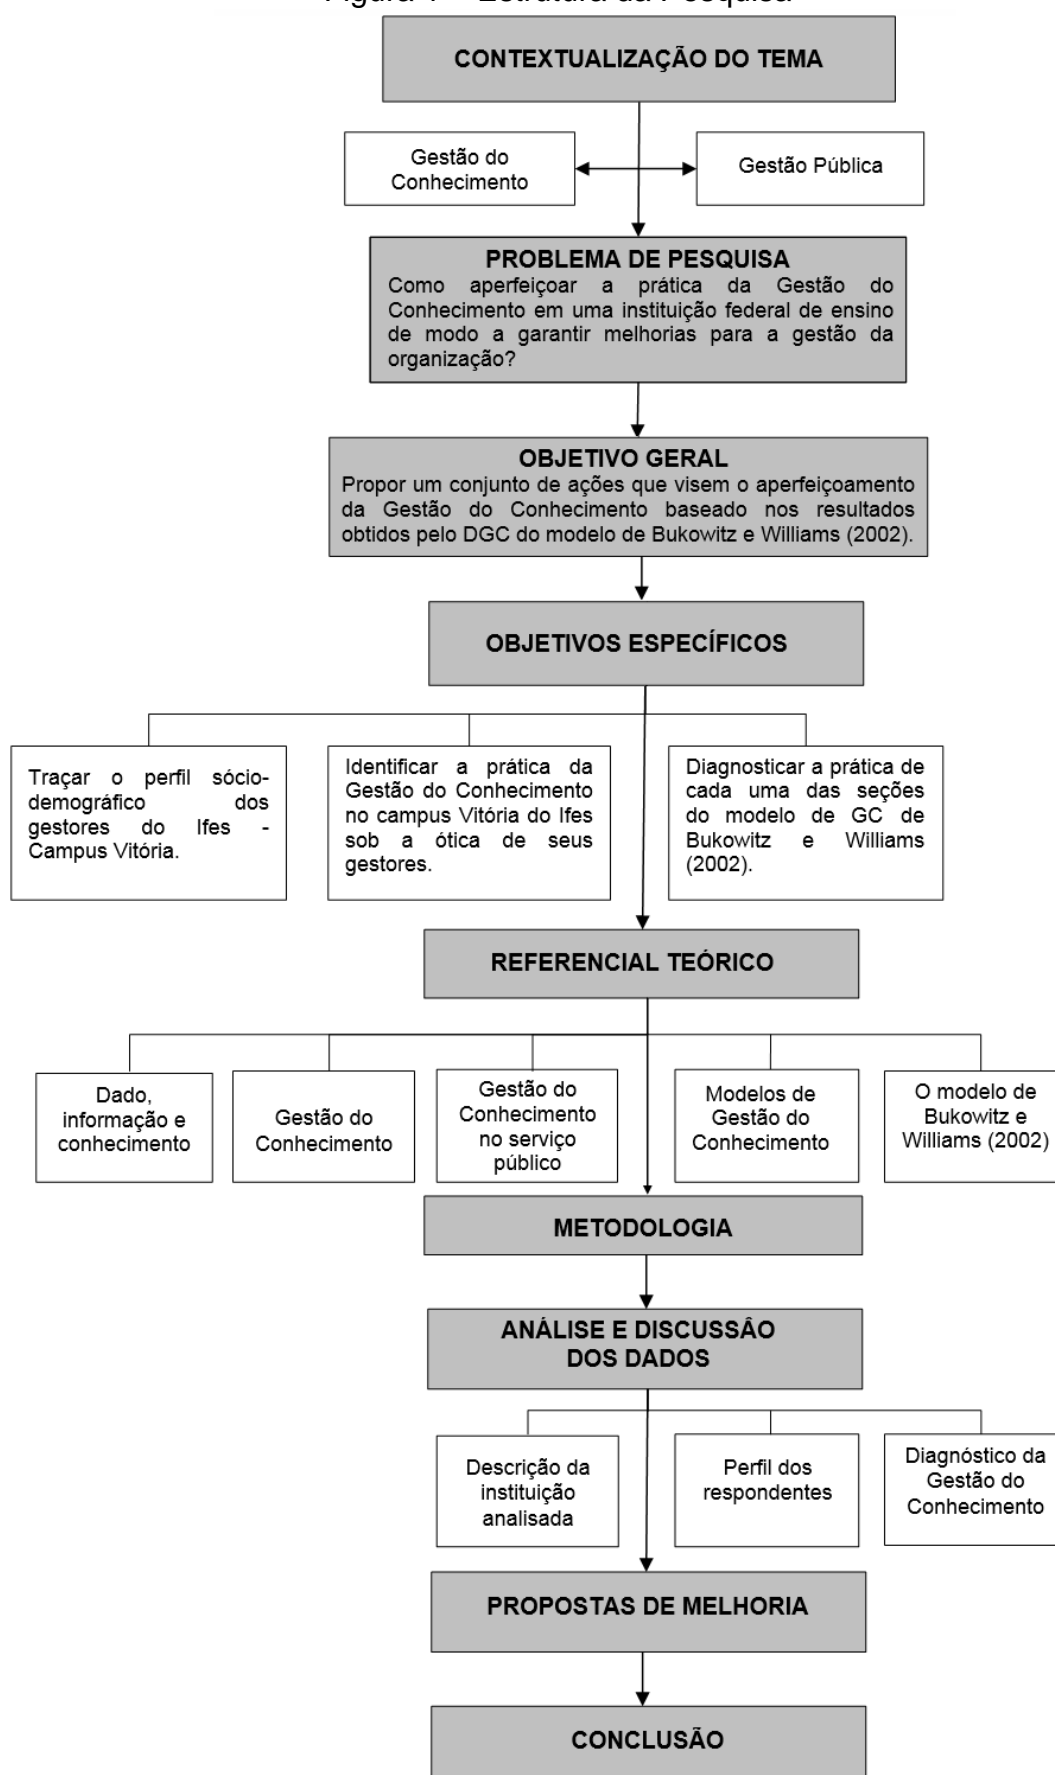 Estrutura da Pesquisa
CONTEXTUALIZAÇÃO DO TEMA
Gestão do
Conhecimento
Gestão Pública
PROBLEMA DE PESQUISA
Como aperfeiçoar a prática da Gestão do
Conhecimento em uma instituição federal de ensino
de modo a garantir melhorias para a gestão da
organização?
OBJETIVO GERAL
Propor um conjunto de ações que visem o aperfeiçoamento
da Gestão do Conhecimento baseado nos resultados
obtidos pelo DGC do modelo de Bukowitz e Williams (2002).
OBJETIVOS ESPECÍFICOS
Traçar o perfil sócio-
demográfico dos
gestores do Ifes -
Campus Vitória.
Identificar a prática da
Gestão do Conhecimento
no campus Vitória do Ifes
sob a ótica de seus
gestores.
Diagnosticar a prática de
cada uma das seções
do modelo de GC de
Bukowitz e Williams
(2002).
REFERENCIAL TEÓRICO
Dado,
informação e
conhecimento
Gestão do
Conhecimento
Gestão do
Conhecimento
no serviço
público
Modelos de
Gestão do
Conhecimento
O modelo de
Bukowitz e
Williams (2002)
METODOLOGIA
ANÁLISE E DISCUSSÂO
DOS DADOS
Descrição da
instituição
analisada
Perfil dos
respondentes
Diagnóstico da
Gestão do
Conhecimento
PROPOSTAS DE MELHORIA
CONCLUSÃO